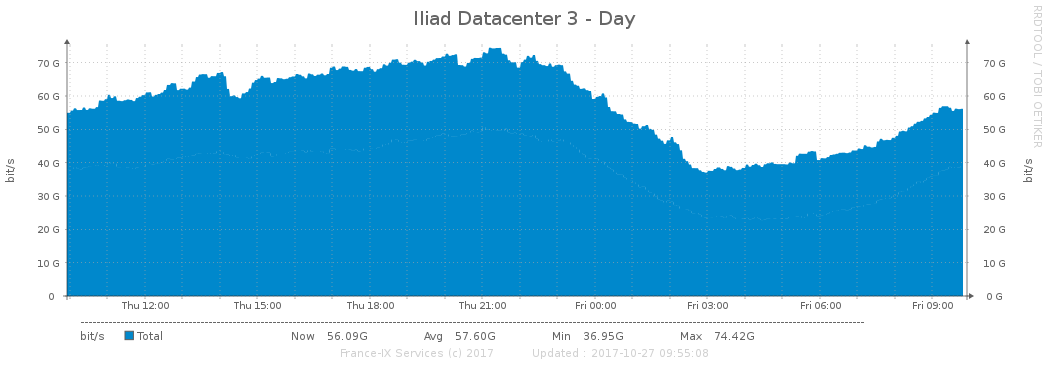 Iliad Datacenter 3 - Day
RRDTOOL / TOBI OETIKER
bit/s
70 G
60 G
50 G
40 G
30 G
20 G
10 G
0
70 G
60 G
50 G
40 G
30 G
20 G
10 G
0 G
bit/s
Thu 12:00 Thu 15:00 Thu 18:00 Thu 21:00 Fri 00:00 Fri 03:00 Fri 06:00 Fri 09:00
bit/s Total Now 56.09G Avg 57.60G Min 36.95G Max 74.42G
France-IX Services (c) 2017 Updated : 2017-10-27 09:55:08